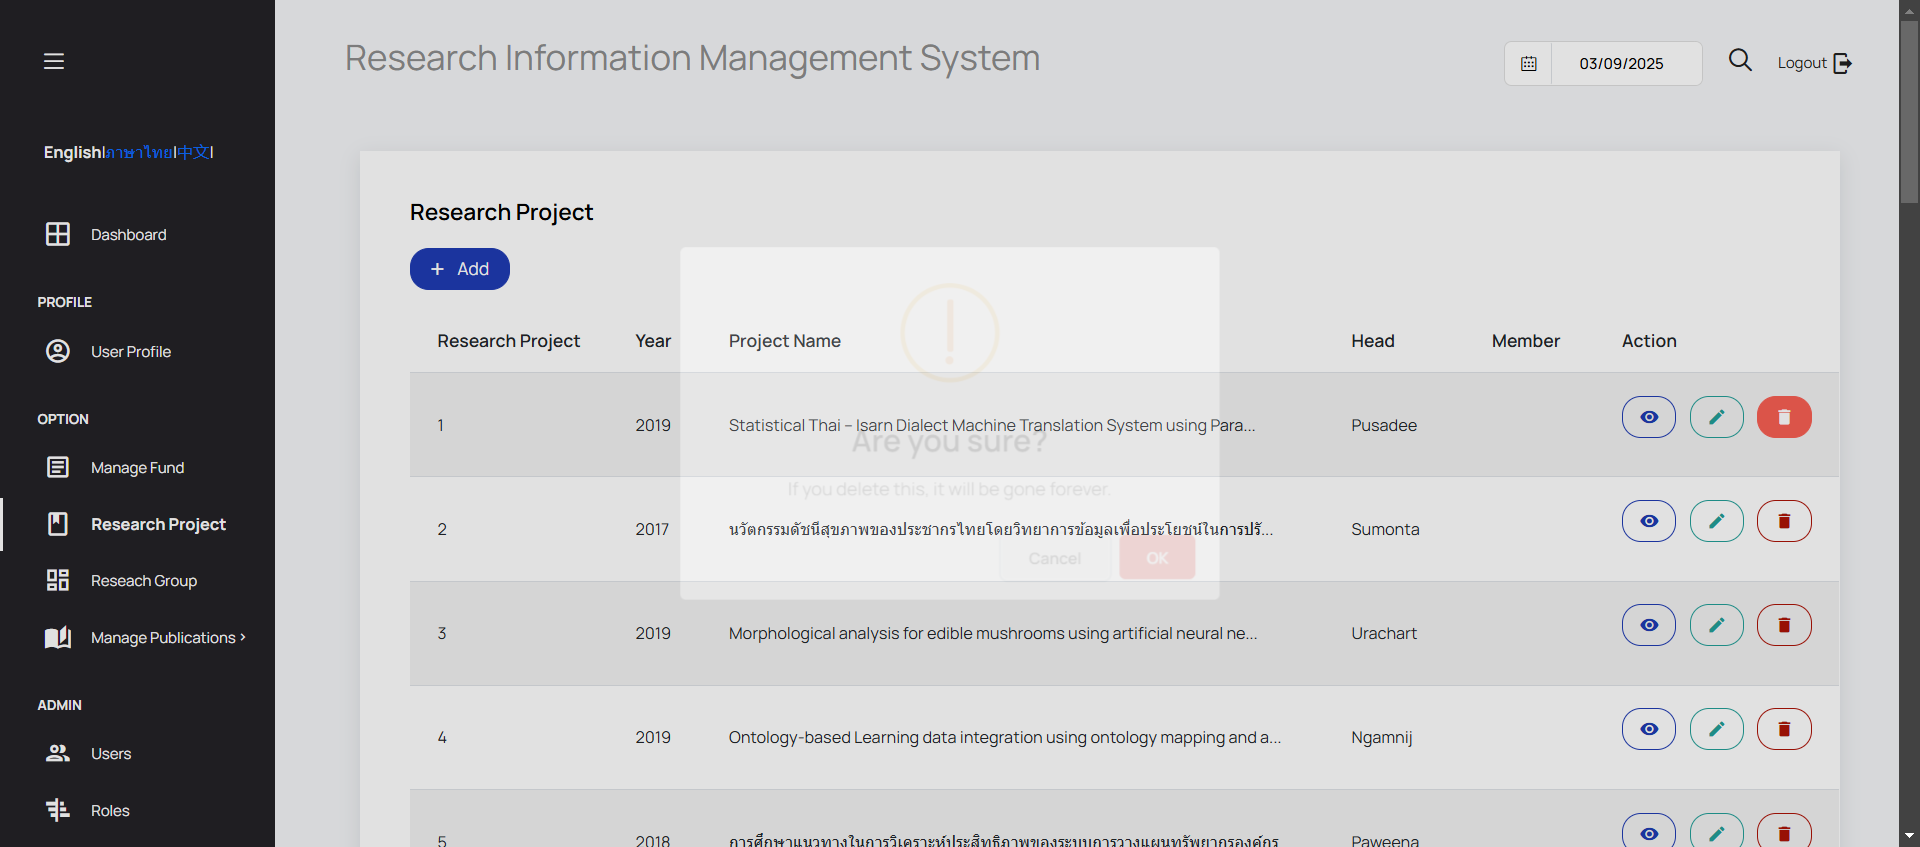 Research Information Management System
03/09/2025
Logout
English|ภาษาไทย|中文|
Dashboard
PROFILE
User Profile
OPTION
Manage Fund
Research Project
Reseach Group
Manage Publications
ADMIN
Users
Roles
Research Project
+ Add
Research Project Year Project Name Head Member Action
1 2019 Statistical Thai – Isarn Dialect Machine Translation System using Para... Pusadee
2 2017 นวัตกรรมดัชนีสุขภาพของประชากรไทยโดยวิทยาการข้อมูลเพื่อประโยชน์ในการปรั... Sumonta
3 2019 Morphological analysis for edible mushrooms using artificial neural ne... Urachart
4 2019 Ontology-based Learning data integration using ontology mapping and a... Ngamnij
5 2018 การศึกษาแนวทางในการวิเคราะห์ประสิทธิภาพของระบบการวางแผนทรัพยากรองค์กร Paweena
Are you sure?
If you delete this, it will be gone forever.
Cancel OK